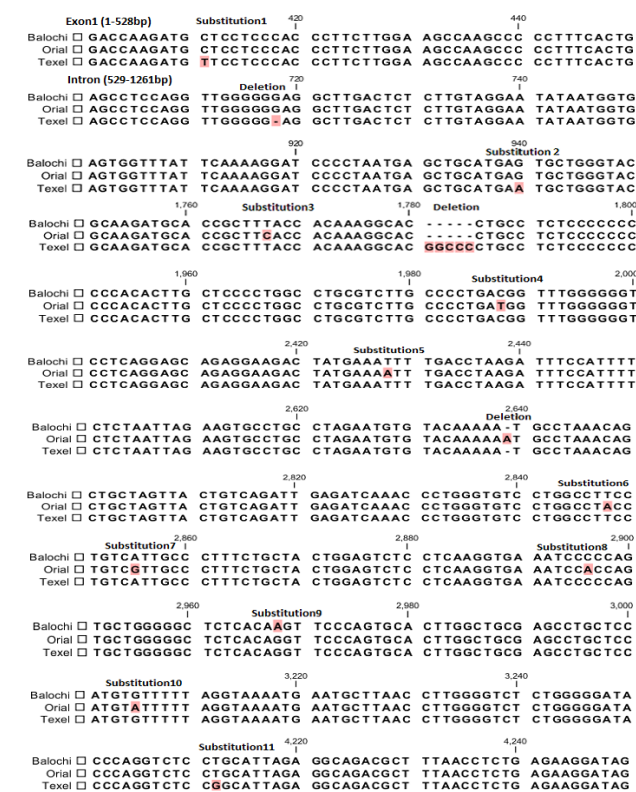 Exon1 (1-528bp) Substitution1 420 440
Balochi GACCAAGATG CTCCTCCCAC CCTTCTTGGA AGCCAAGCCC CCTTTCACTG
Orial GACCAAGATG CTCCTCCCAC CCTTCTTGGA AGCCAAGCCC CCTTTCACTG
Texel GACCAAGATG TTCCTCCCAC CCTTCTTGGA AGCCAAGCCC CCTTTCACTG
Intron (529-1261bp) Deletion 720 740
Balochi AGCCTCCAGG TTGGGGGGAG GCTTGACTCT CTTGTAGGAA TATAATGGTG
Orial AGCCTCCAGG TTGGGGGGAG GCTTGACTCT CTTGTAGGAA TATAATGGTG
Texel AGCCTCCAGG TTGGGGG-AG GCTTGACTCT CTTGTAGGAA TATAATGGTG
920 940 Substitution 2
Balochi AGTGGTTTAT TCAAAAGGAT CCCCTAATGA GCTGCATGAG TGCTGGGTAC
Orial AGTGGTTTAT TCAAAAGGAT CCCCTAATGA GCTGCATGAG TGCTGGGTAC
Texel AGTGGTTTAT TCAAAAGGAT CCCCTAATGA GCTGCATGAA TGCTGGGTAC
1,760 Substitution3 1,780 Deletion 1,800
Balochi GCAAGATGCA CCGCTTTACC ACAAAGGCAC - - - - - CTGCC TCTCCCCCCC
Orial GCAAGATGCA CCGCTTCACC ACAAAGGCAC - - - - - CTGCC TCTCCCCCCC
Texel GCAAGATGCA CCGCTTTACC ACAAAGGCAC GGCCCCTGCC TCTCCCCCCC
1,960 1,980 Substitution4 2,000
Balochi CCCACACTTG CTCCCCTGGC CTGCGTCTTG CCCCTGACGG TTTGGGGGGT
Orial CCCACACTTG CTCCCCTGGC CTGCGTCTTG CCCCTGATGG TTTGGGGGGT
Texel CCCACACTTG CTCCCCTGGC CTGCGTCTTG CCCCTGACGG TTTGGGGGGT
2,420 Substitution5 2,440
Balochi CCTCAGGAGC AGAGGAAGAC TATGAAATTT TGACCTAAGA TTTCCATTTT
Orial CCTCAGGAGC AGAGGAAGAC TATGAAAATT TGACCTAAGA TTTCCATTTT
Texel CCTCAGGAGC AGAGGAAGAC TATGAAATTT TGACCTAAGA TTTCCATTTT
2,620 Deletion 2,640
Balochi CTCTAATTAG AAGTGCCTGC CTAGAATGTG TACAAAAA-T GCCTAAACAG
Orial CTCTAATTAG AAGTGCCTGC CTAGAATGTG TACAAAAAAT GCCTAAACAG
Texel CTCTAATTAG AAGTGCCTGC CTAGAATGTG TACAAAAA-T GCCTAAACAG
2,820 2,840 Substitution6
Balochi CTGCTAGTTA CTGTCAGATT GAGATCAAAC CCTGGGTGTC CTGGCCTTCC
Orial CTGCTAGTTA CTGTCAGATT GAGATCAAAC CCTGGGTGTC CTGGCCTACC
Texel CTGCTAGTTA CTGTCAGATT GAGATCAAAC CCTGGGTGTC CTGGCCTTCC
Substitution7 2,860 2,880 Substitution8 2,900
Balochi TGTCATTGCC CTTTCTGCTA CTGGAGTCTC CTCAAGGTGA AATCCCCCAG
Orial TGTCGTTGCC CTTTCTGCTA CTGGAGTCTC CTCAAGGTGA AATCCCACCAG
Texel TGTCATTGCC CTTTCTGCTA CTGGAGTCTC CTCAAGGTGA AATCCCCCAG
2,960 Substitution9 2,980 3,000
Balochi TGCTGGGGGC TCTCACAAGT TCCCAGTGCA CTTGGCTGCG AGCCTGCTCC
Orial TGCTGGGGGC TCTCACAGGT TCCCAGTGCA CTTGGCTGCG AGCCTGCTCC
Texel TGCTGGGGGC TCTCACAGGT TCCCAGTGCA CTTGGCTGCG AGCCTGCTCC
Substitution10 3,220 3,240
Balochi ATGTGTTTTT AGGTAAAATG AATGCTTAAC CTTGGGGTCT CTGGGGGATA
Orial ATGTATTTTT AGGTAAAATG AATGCTTAAC CTTGGGGTCT CTGGGGGATA
Texel ATGTGTTTTT AGGTAAAATG AATGCTTAAC CTTGGGGTCT CTGGGGGATA
Substitution11 4,220 4,240
Balochi CCCAGGTCTC CTGCATTAGA GGCAGACGCT TTAACCTCTG AGAAGGATAG
Orial CCCAGGTCTC CTGCATTAGA GGCAGACGCT TTAACCTCTG AGAAGGATAG
Texel CCCAGGTCTC CGGCATTAGA GGCAGACGCT TTAACCTCTG AGAAGGATAG